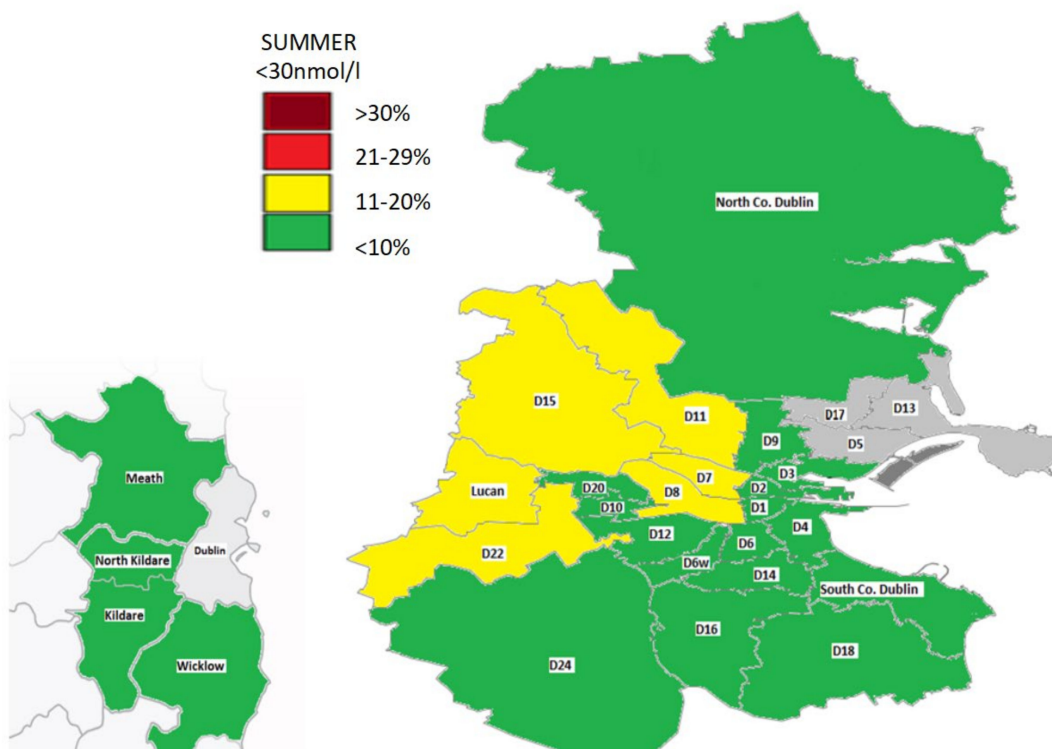 SUMMER
<30nmol/l
>30%
21-29%
11-20%
<10%
North Co. Dublin
D15
D11
D17
D13
D9
D5
Lucan
D7
D3
D20
D8
D2
D10
D1
D22
D12
D6
D4
D6w
D14
South Co. Dublin
D16
D18
D24
Meath
North Kildare
Dublin
Kildare
Wicklow